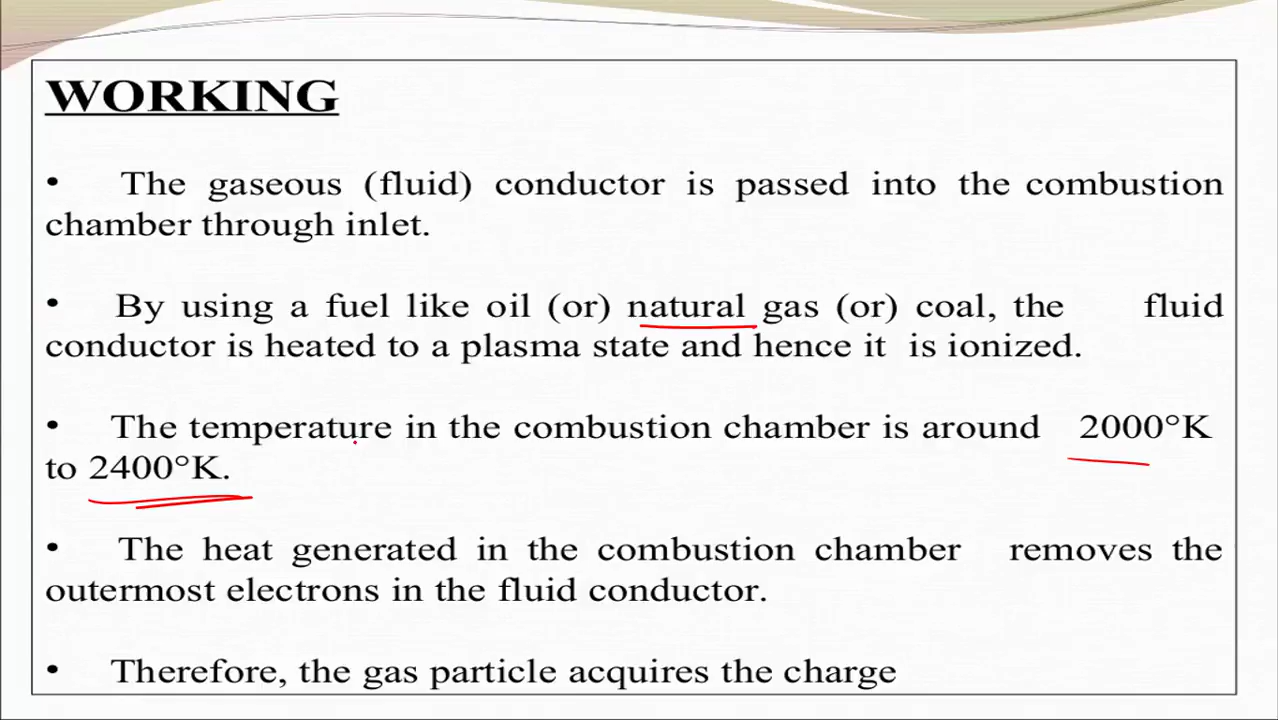 WORKING
• The gaseous (fluid) conductor is passed into the combustion
chamber through inlet.
• By using a fuel like oil (or) natural gas (or) coal, the fluid
conductor is heated to a plasma state and hence it is ionized.
• The temperature in the combustion chamber is around 2000°K
to 2400°K.
• The heat generated in the combustion chamber removes the
outermost electrons in the fluid conductor.
• Therefore, the gas particle acquires the charge